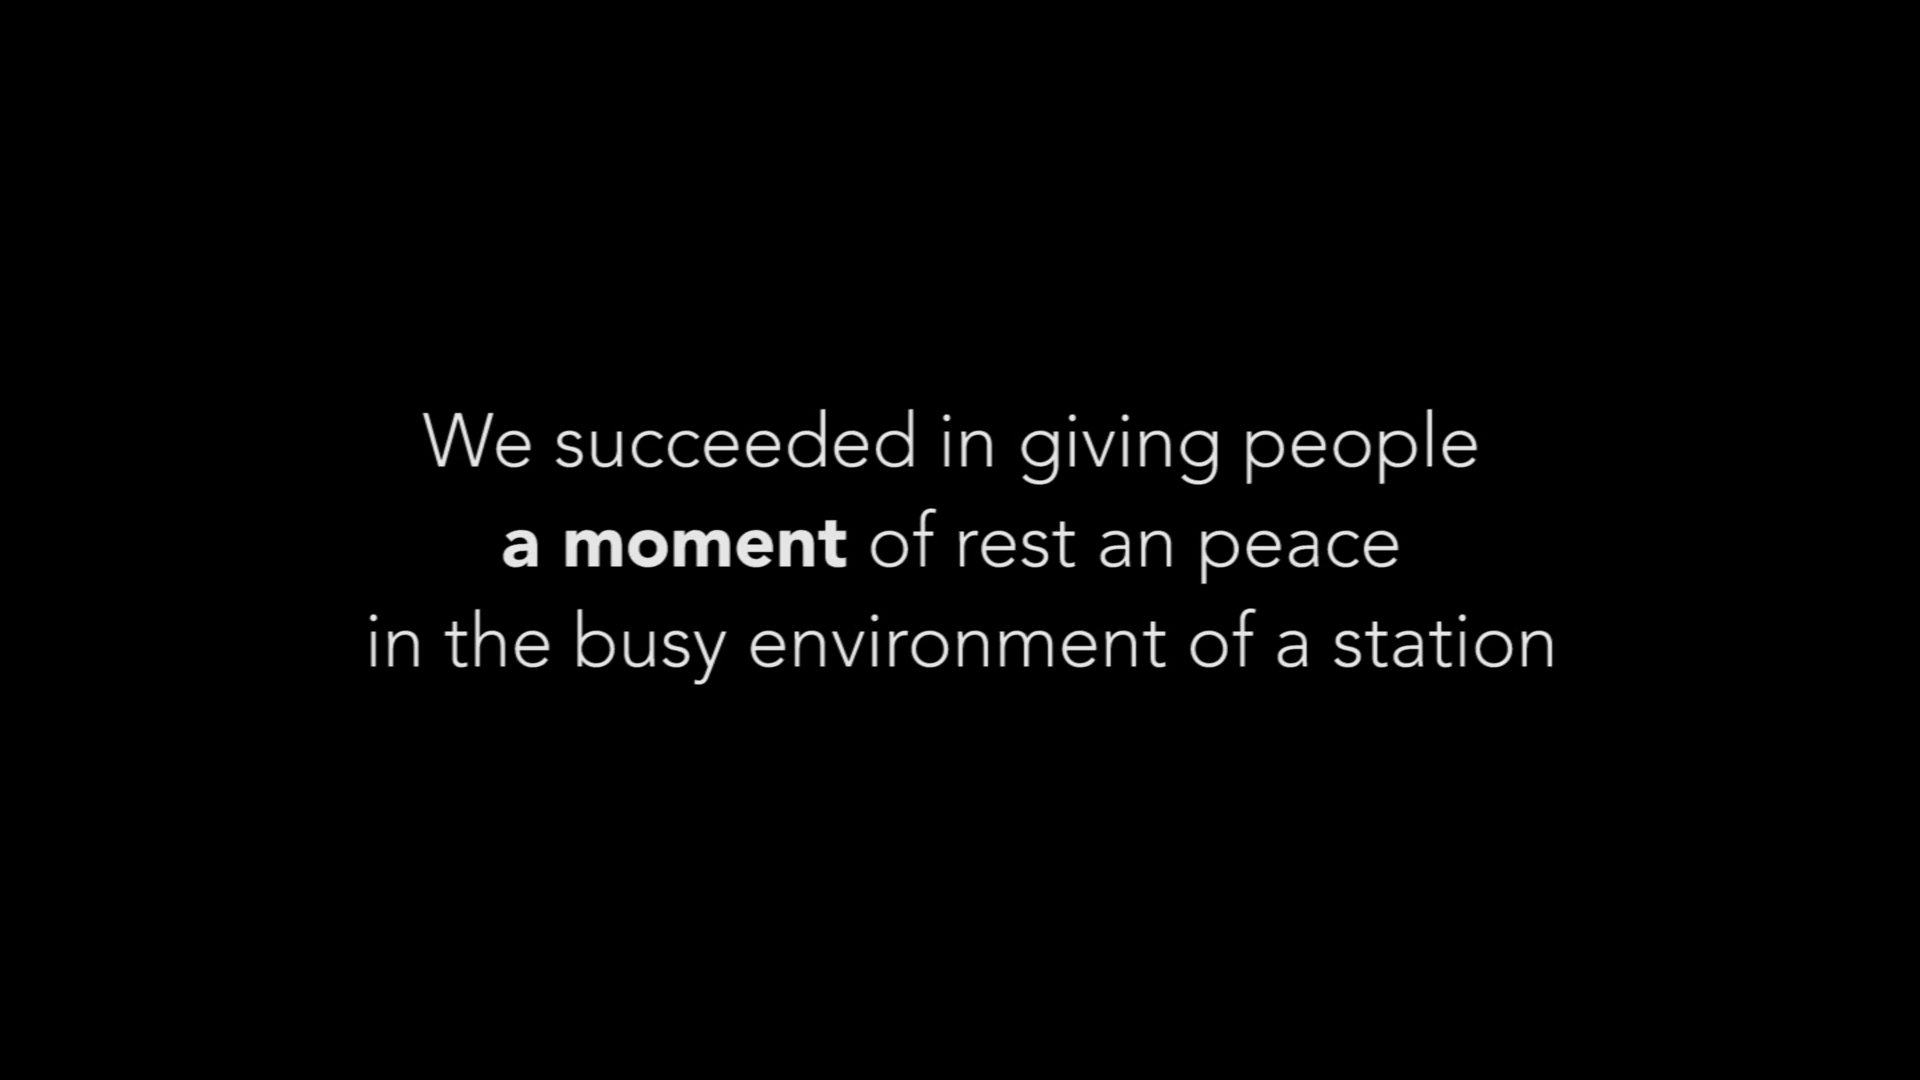 We succeeded in giving people
a moment of rest an peace
in the busy environment of a station